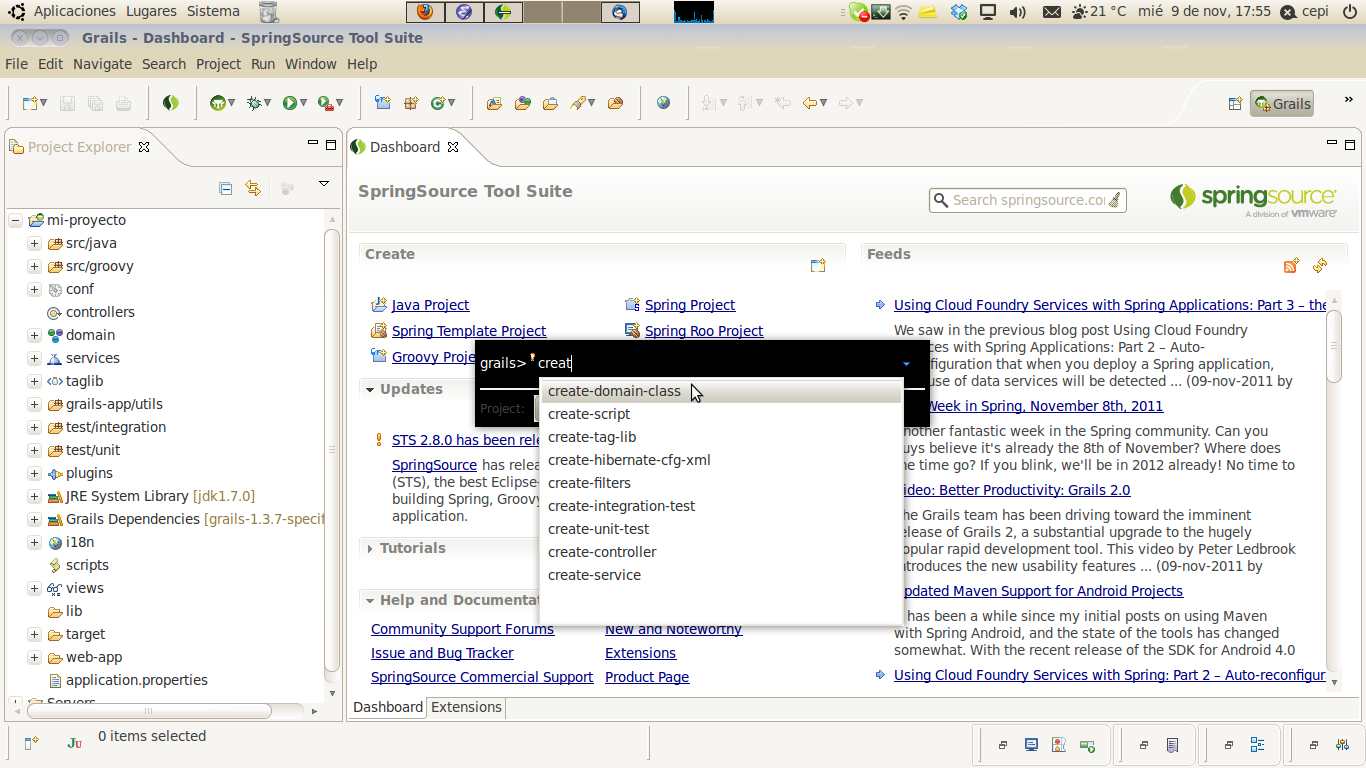 Aplicaciones Lugares Sistema
21 °C mié 9 de nov, 17:55 cepi
Grails - Dashboard - SpringSource Tool Suite
File Edit Navigate Search Project Run Window Help
Grails
Project Explorer
mi-proyecto
src/java
src/groovy
conf
controllers
domain
services
taglib
grails-app/utils
test/integration
test/unit
plugins
JRE System Library [jdk1.7.0]
Grails Dependencies [grails-1.3.7-specif
i18n
scripts
views
lib
target
web-app
application.properties
Servers
Dashboard
SpringSource Tool Suite
Search springsource.co
springsource
A division of vmware
Create
Java Project
Spring Project
Spring Template Project
Spring Roo Project
Groovy Proje
Updates
STS 2.8.0 has been rele
SpringSource has relea
(STS), the best Eclipse-
building Spring, Groovy
application.
Tutorials
Help and Documentat
Community Support Forums
New and Noteworthy
Issue and Bug Tracker
Extensions
SpringSource Commercial Support
Product Page
grails> creat
Project:
create-domain-class
create-script
create-tag-lib
create-hibernate-cfg-xml
create-filters
create-integration-test
create-unit-test
create-controller
create-service
Feeds
Using Cloud Foundry Services with Spring Applications: Part 3 – the
We saw in the previous blog post Using Cloud Foundry
ces with Spring Applications: Part 2 – Auto-
figuration that when you deploy a Spring application,
use of data services will be detected ... (09-nov-2011 by
Week in Spring, November 8th, 2011
nother fantastic week in the Spring community. Can you
uys believe it's already the 8th of November? Where does
he time go? If you blink, we'll be in 2012 already! No time to
ideo: Better Productivity: Grails 2.0
he Grails team has been driving toward the imminent
elease of Grails 2, a substantial upgrade to the hugely
opular rapid development tool. This video by Peter Ledbrook
ntroduces the new usability features ... (09-nov-2011 by
pdated Maven Support for Android Projects
has been a while since my initial posts on using Maven
with Spring Android, and the state of the tools has changed
somewhat. With the recent release of the SDK for Android 4.0
Using Cloud Foundry Services with Spring: Part 2 – Auto-reconfigur
Dashboard Extensions
0 items selected